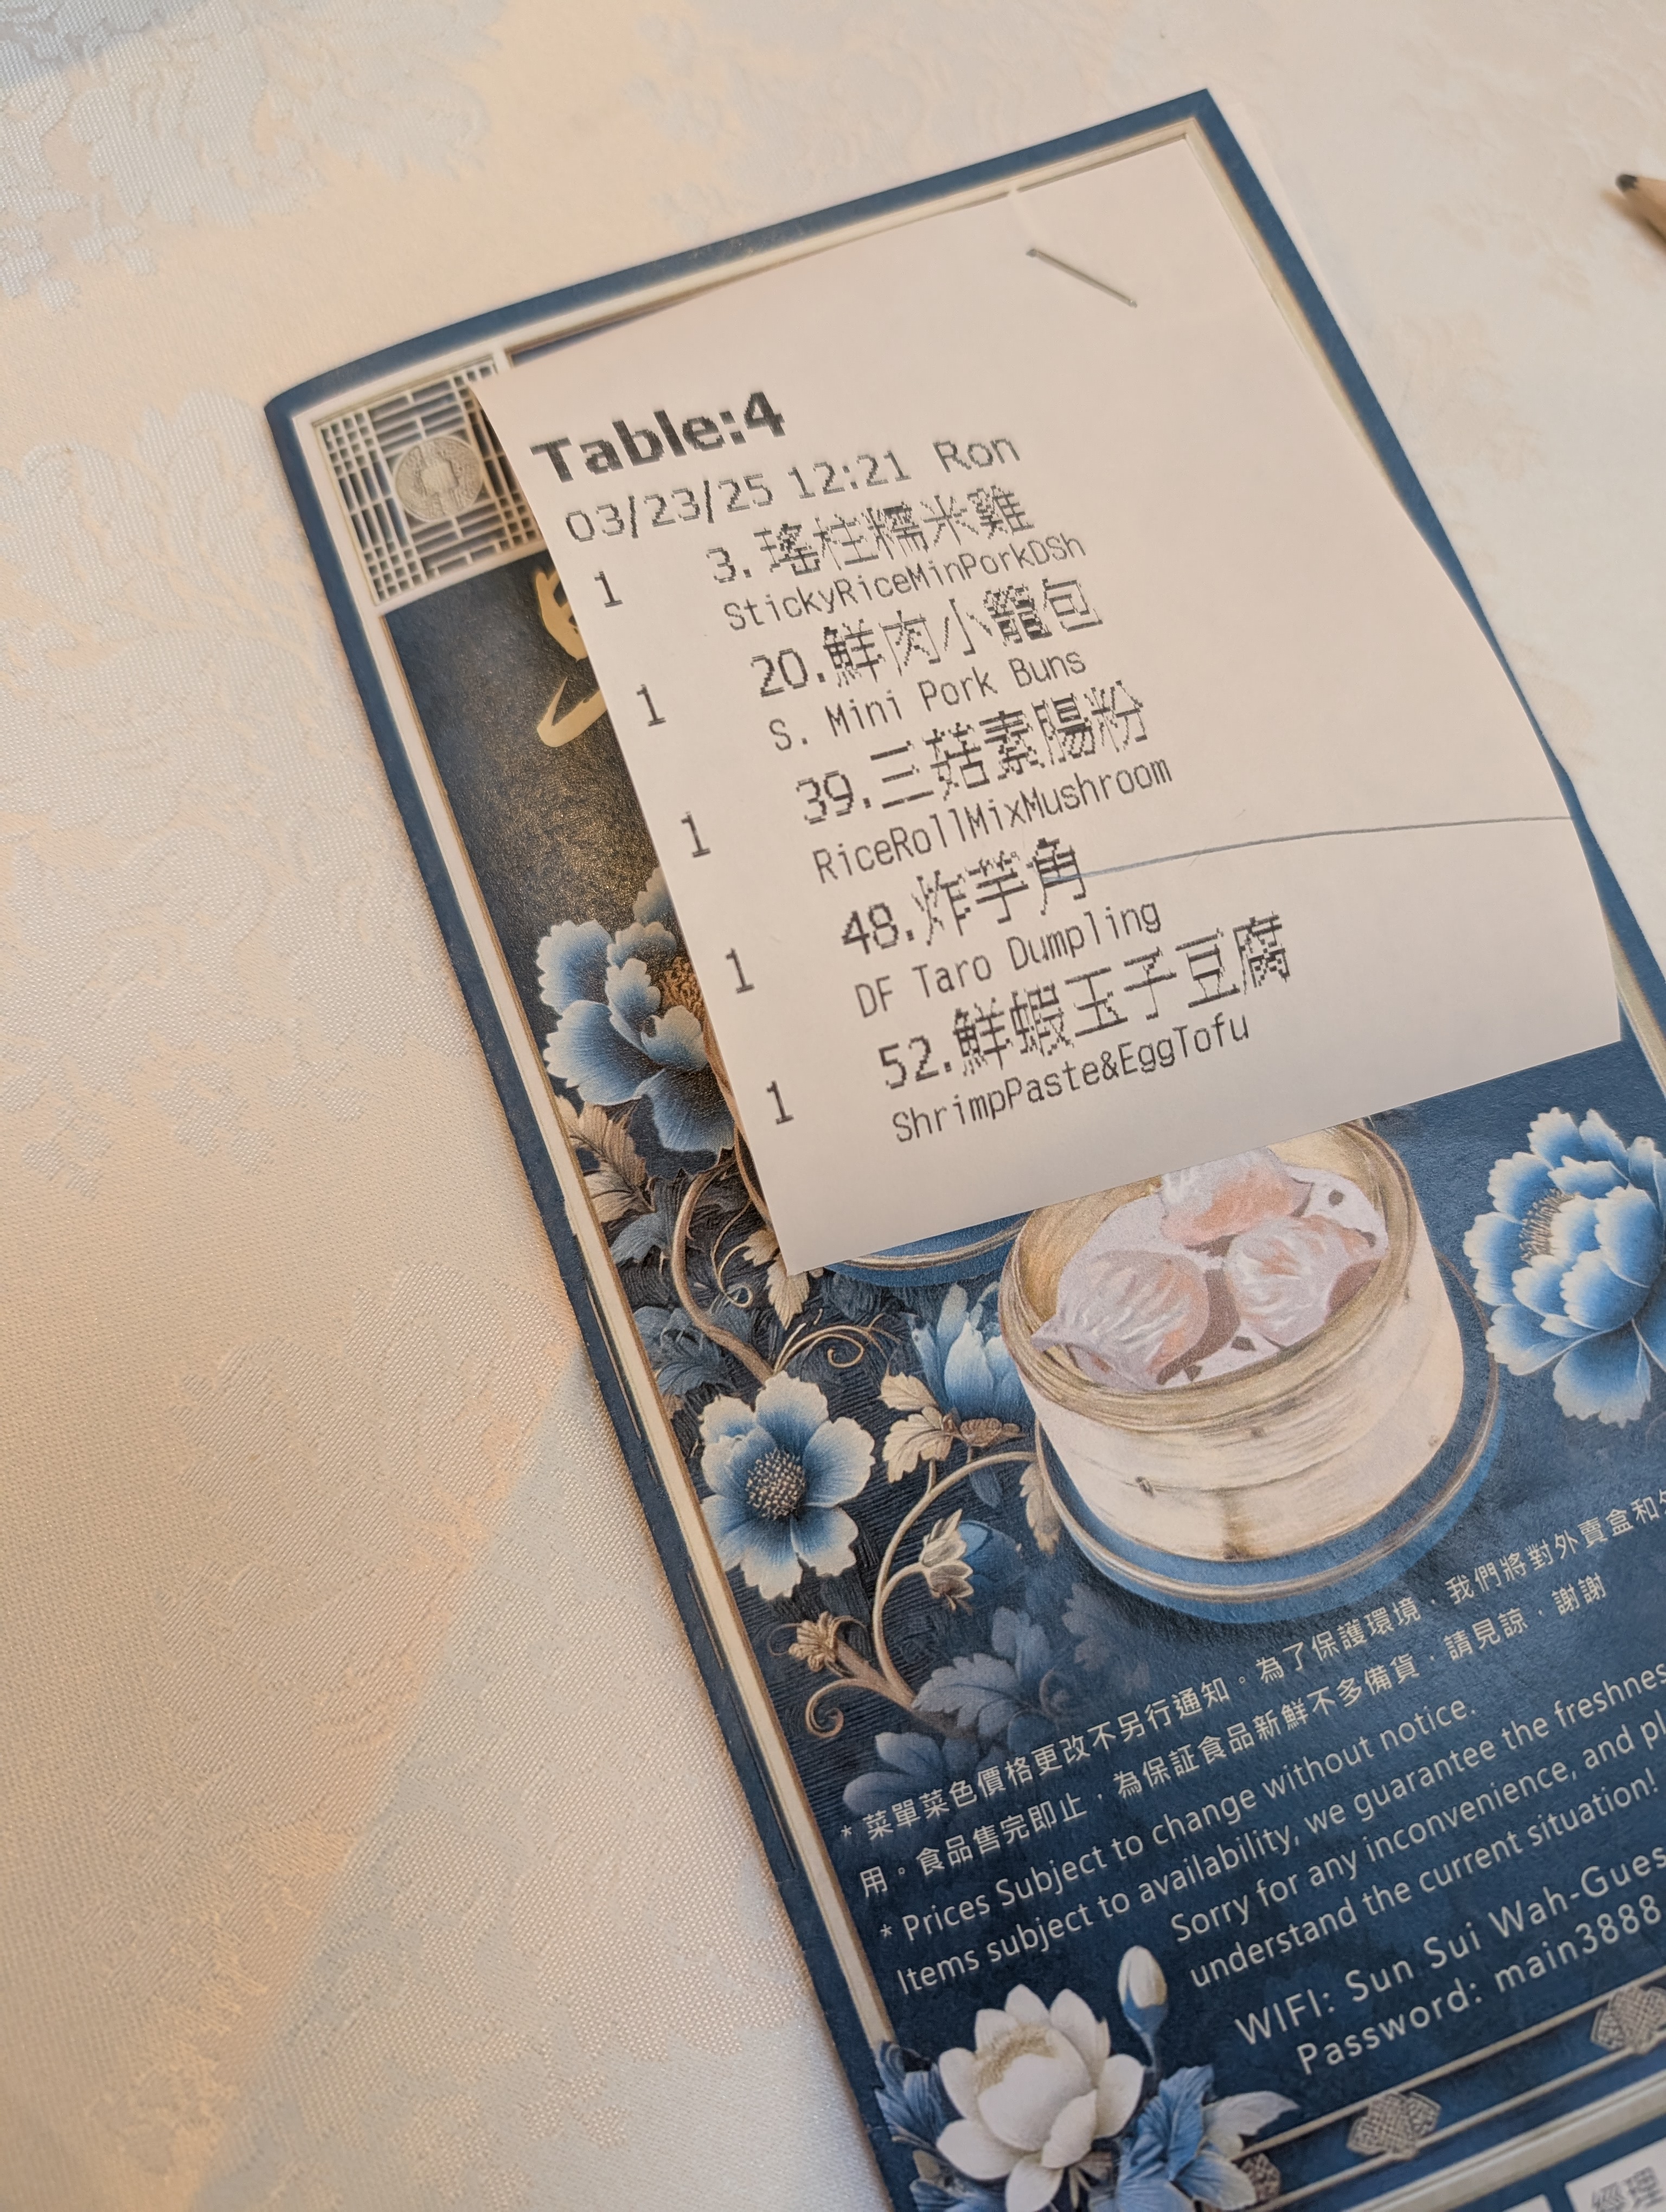 Table:4
03/23/25 12:21 Ron
1 3.瑤柱糯米雞
StickyRiceMinPorkDSh
1 20.鮮肉小籠包
S. Mini Pork Buns
1 39.三菇素腸粉
RiceRollMixMushroom
1 48.炸芋角
DF Taro Dumpling
1 52.鮮蝦玉子豆腐
ShrimpPaste&EggTofu
* 菜單菜色價格更改不另行通知。為了保護環境，我們將對外賣盒和
用。食品售完即止，為保証食品新鮮不多備貨，請見諒，謝謝
* Prices Subject to change without notice.
Items subject to availability, we guarantee the freshnes
Sorry for any inconvenience, and pl
understand the current situation!
WIFI: Sun Sui Wah-Gues
Password: main3888
經理